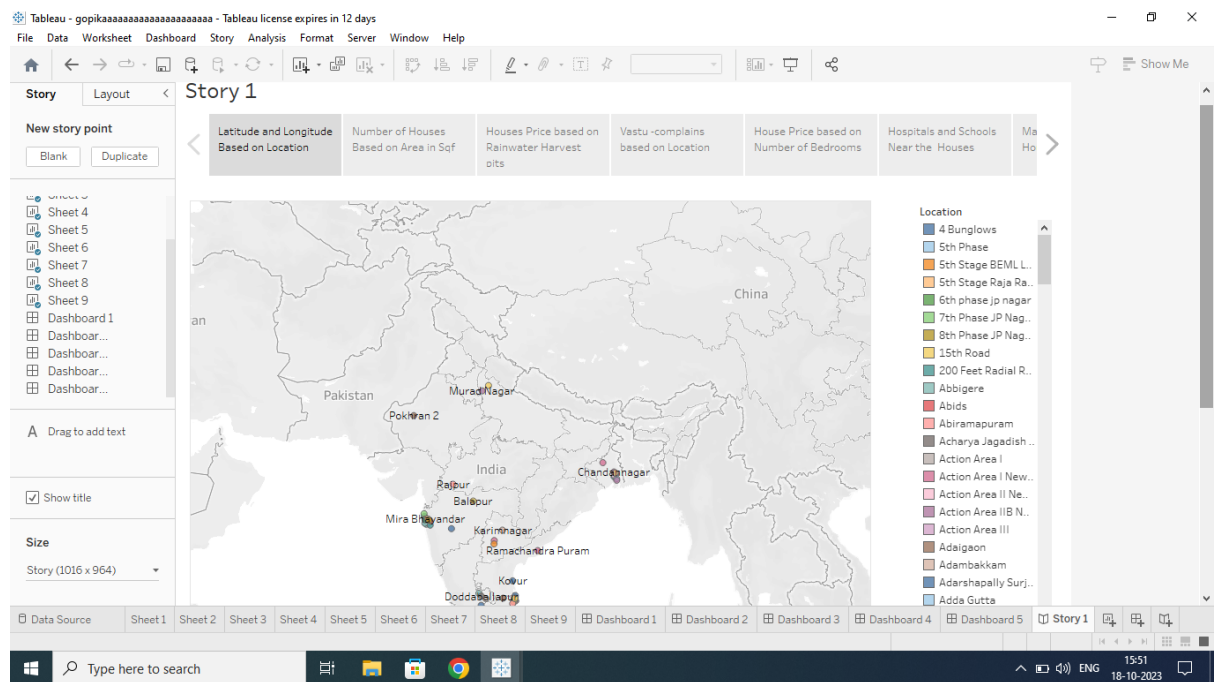 Tableau - gopikaaaaaaaaaaaaaaaaaaaaa - Tableau license expires in 12 days
File Data Worksheet Dashboard Story Analysis Format Server Window Help
Show Me
Story Layout
New story point
Blank Duplicate
Sheet 4
Sheet 5
Sheet 6
Sheet 7
Sheet 8
Sheet 9
Dashboard 1
Dashboar...
Dashboar...
Dashboar...
Dashboar...
A Drag to add text
Show title
Size
Story (1016 x 964)
Story 1
Latitude and Longitude
Based on Location
Number of Houses
Based on Area in Sqf
Houses Price based on
Rainwater Harvest
pits
Vastu -complains
based on Location
House Price based on
Number of Bedrooms
Hospitals and Schools
Near the Houses
Ma
Ho
China
an
Pakistan
Murad Nagar
Pokhran 2
India
Chandannagar
Rajpur
Balapur
Mira Bhayandar
Karimnagar
Ramachandra Puram
Kovur
Doddaballapur
Location
4 Bunglows
5th Phase
5th Stage BEML L..
5th Stage Raja Ra..
6th phase jp nagar
7th Phase JP Nag..
8th Phase JP Nag..
15th Road
200 Feet Radial R..
Abbigere
Abids
Abiramapuram
Acharya Jagadish ..
Action Area I
Action Area I New..
Action Area II Ne..
Action Area IIB N..
Action Area III
Adaigaon
Adambakkam
Adarshapally Surj..
Adda Gutta
Data Source Sheet 1 Sheet 2 Sheet 3 Sheet 4 Sheet 5 Sheet 6 Sheet 7 Sheet 8 Sheet 9 Dashboard 1 Dashboard 2 Dashboard 3 Dashboard 4 Dashboard 5 Story 1
Type here to search
ENG
15:51
18-10-2023